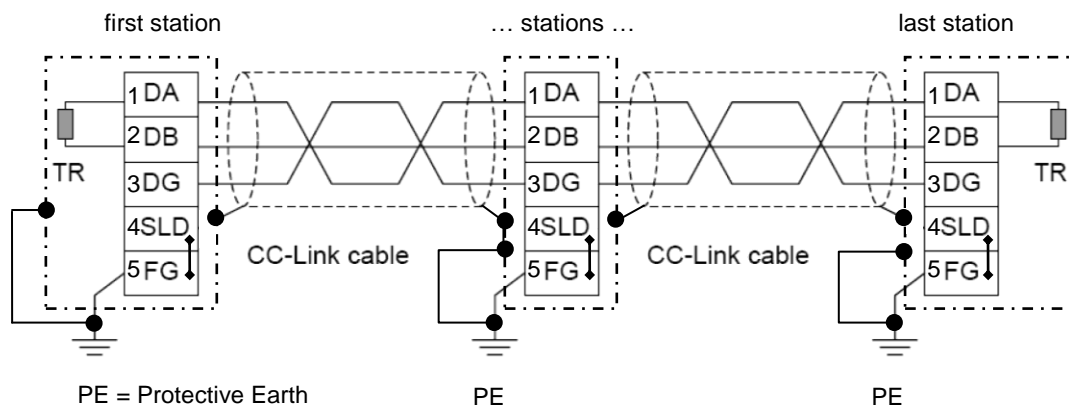 first station
… stations …
last station
1 DA
2 DB
3 DG
4 SLD
5 FG
TR
CC-Link cable
1 DA
2 DB
3 DG
4 SLD
5 FG
CC-Link cable
1 DA
2 DB
3 DG
4 SLD
5 FG
TR
PE = Protective Earth
PE
PE